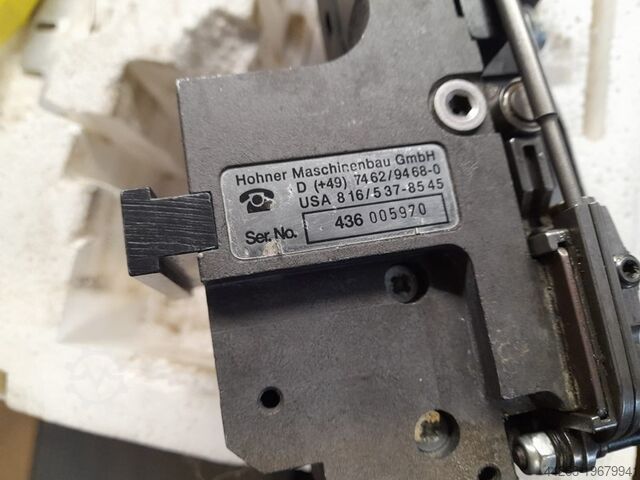 Hohner Maschinenbau GmbH
D (+49) 7462/9468-0
USA 816/537-8545
Ser. No. 436 005970